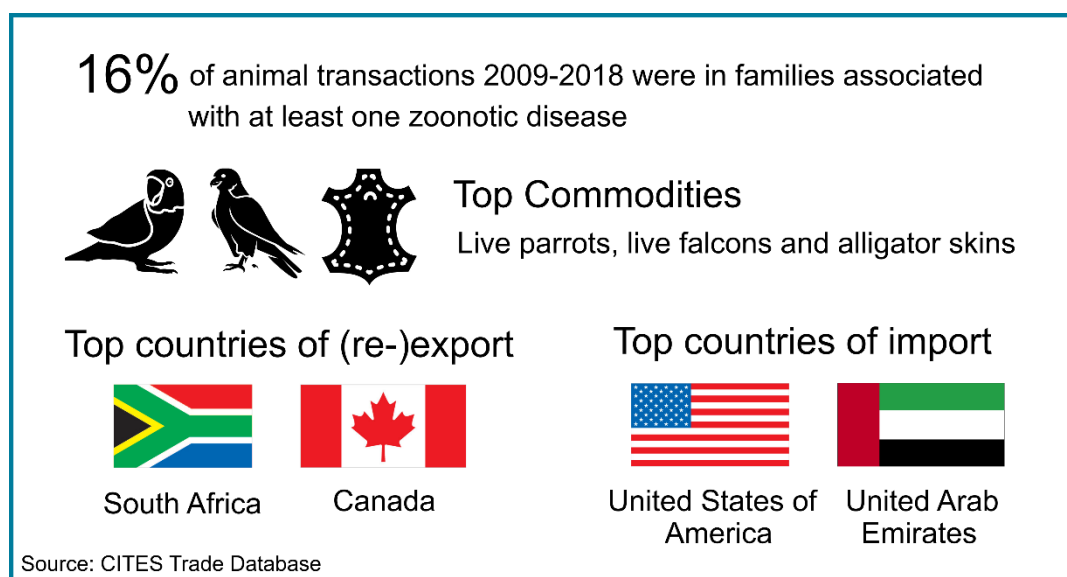 16% of animal transactions 2009-2018 were in families associated
with at least one zoonotic disease
Top Commodities
Live parrots, live falcons and alligator skins
Top countries of (re-)export
South Africa
Canada
Top countries of import
United States of
America
United Arab
Emirates
Source: CITES Trade Database